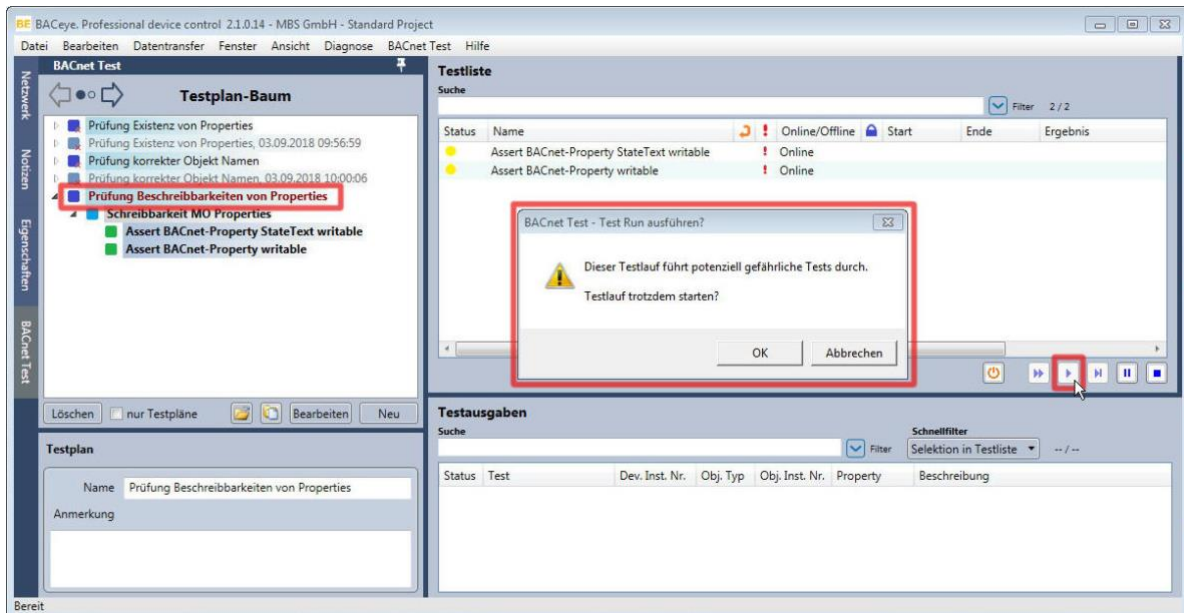 BE BACeye. Professional device control 2.1.0.14 - MBS GmbH - Standard Project
Datei Bearbeiten Datentransfer Fenster Ansicht Diagnose BACnet Test Hilfe
Netzwerk
Notizen
Eigenschaften
BACnet Test
BACnet Test
Testplan-Baum
Prüfung Existenz von Properties
Prüfung Existenz von Properties, 03.09.2018 09:56:59
Prüfung korrekter Objekt Namen
Prüfung korrekter Objekt Namen, 03.09.2018 10:00:06
Prüfung Beschreibbarkeiten von Properties
Schreibbarkeit MO Properties
Assert BACnet-Property StateText writable
Assert BACnet-Property writable
Löschen nur Testpläne Bearbeiten Neu
Testplan
Name Prüfung Beschreibbarkeiten von Properties
Anmerkung
Testliste
Suche
Filter 2 / 2
Status Name Online/Offline Start Ende Ergebnis
Assert BACnet-Property StateText writable Online
Assert BACnet-Property writable Online
BACnet Test - Test Run ausführen?
Dieser Testlauf führt potenziell gefährliche Tests durch.
Testlauf trotzdem starten?
OK Abbrechen
Testausgaben
Suche Schnellfilter
Filter Selektion in Testliste -- / --
Status Test Dev. Inst. Nr. Obj. Typ Obj. Inst. Nr. Property Beschreibung
Bereit